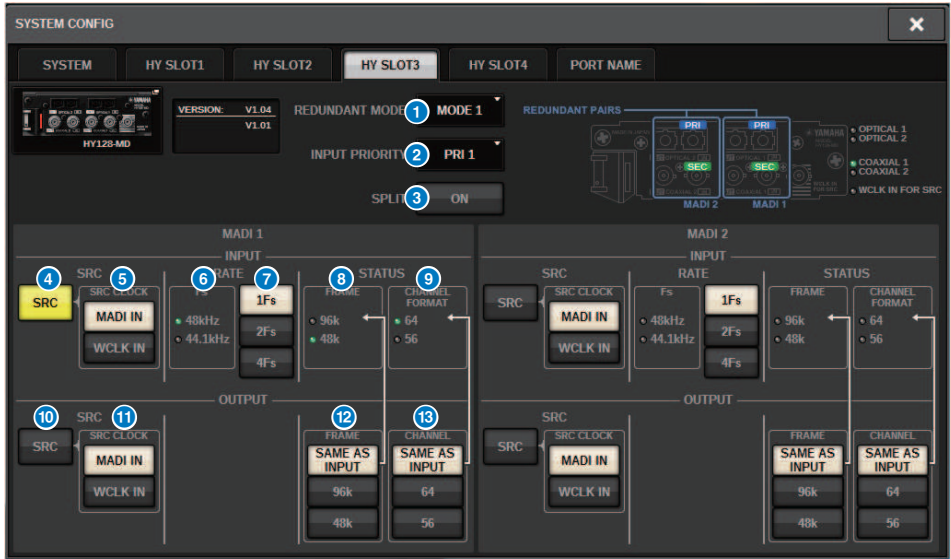 SYSTEM CONFIG
SYSTEM HY SLOT1 HY SLOT2 HY SLOT3 HY SLOT4 PORT NAME
HY128-MD
VERSION: V1.04
V1.01
REDUNDANT MODE 1 MODE 1
INPUT PRIORITY 2 PRI 1
SPLIT 3 ON
REDUNDANT PAIRS
PRI PRI
SEC SEC
MADI 2 MADI 1
YAMAHA
OPTICAL 1
OPTICAL 2
COAXIAL 1
COAXIAL 2
WCLK IN FOR SRC
MADI 1
INPUT
SRC RATE STATUS
4 5 6 7 8 9
SRC SRC CLOCK Fs 1Fs FRAME CHANNEL FORMAT
MADI IN 48kHz 2Fs 96k 64
WCLK IN 44.1kHz 4Fs 48k 56
OUTPUT
SRC
10 11 12 13
SRC SRC CLOCK FRAME CHANNEL
MADI IN SAME AS INPUT SAME AS INPUT
WCLK IN 96k 64
48k 56
MADI 2
INPUT
SRC RATE STATUS
SRC SRC CLOCK Fs 1Fs FRAME CHANNEL FORMAT
MADI IN 48kHz 2Fs 96k 64
WCLK IN 44.1kHz 4Fs 48k 56
OUTPUT
SRC
SRC SRC CLOCK FRAME CHANNEL
MADI IN SAME AS INPUT SAME AS INPUT
WCLK IN 96k 64
48k 56